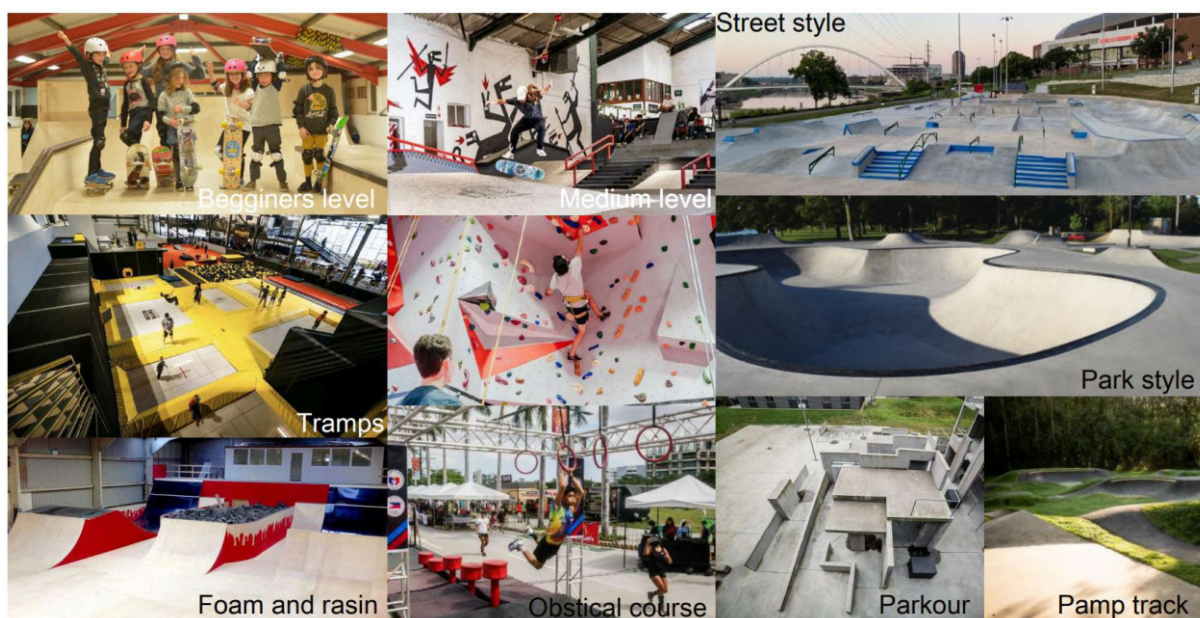 Street style
Begginers level
Medium level
Park style
Tramps
Foam and rasin
Obstical course
Parkour
Pamp track